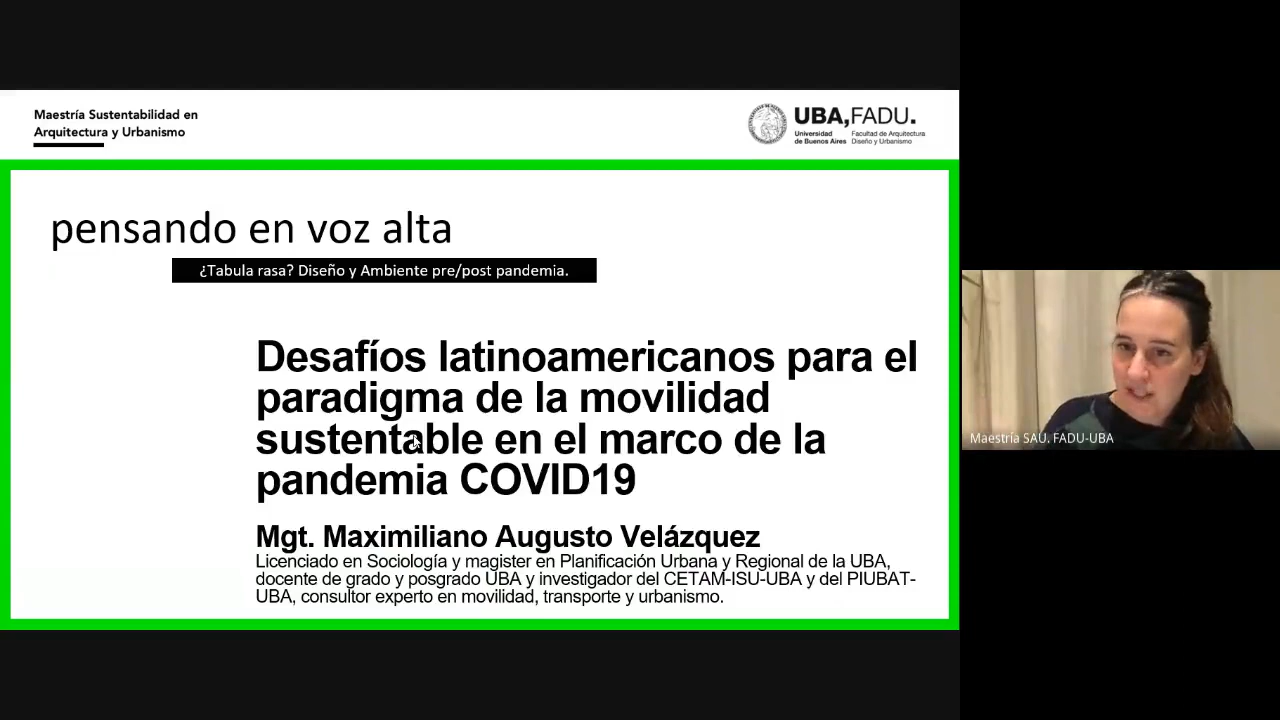 Maestría Sustentabilidad en
Arquitectura y Urbanismo
UBA,FADU.
Universidad
de Buenos Aires
Facultad de Arquitectura
Diseño y Urbanismo
pensando en voz alta
¿Tabula rasa? Diseño y Ambiente pre/post pandemia.
Desafíos latinoamericanos para el
paradigma de la movilidad
sustentable en el marco de la
pandemia COVID19
Mgt. Maximiliano Augusto Velázquez
Licenciado en Sociología y magister en Planificación Urbana y Regional de la UBA,
docente de grado y posgrado UBA y investigador del CETAM-ISU-UBA y del PIUBAT-
UBA, consultor experto en movilidad, transporte y urbanismo.
Maestría SAU. FADU-UBA